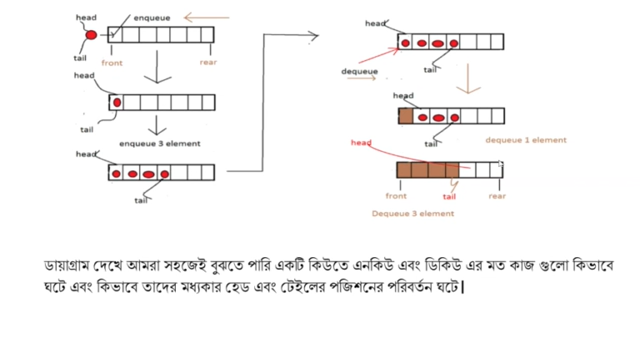 head
enqueue
tail
front
rear
head
tail
enqueue 3 element
head
tail
head
dequeue
tail
head
tail
dequeue 1 element
head
front
tail
rear
Dequeue 3 element
ডায়াগ্রাম দেখে আমরা সহজেই বুঝতে পারি একটি কিউতে এনকিউ এবং ডিকিউ এর মত কাজ গুলো কিভাবে
ঘটে এবং কিভাবে তাদের মধ্যকার হেড এবং টেইলের পজিশনের পরিবর্তন ঘটে|